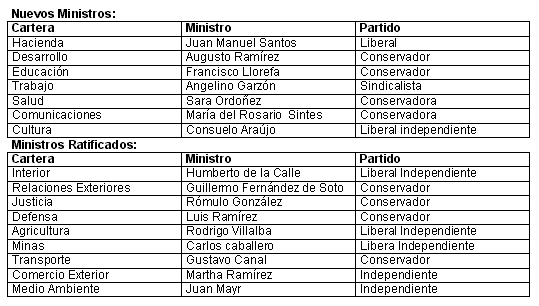 Nuevos Ministros:
Cartera Ministro Partido
Hacienda Juan Manuel Santos Liberal
Desarrollo Augusto Ramírez Conservador
Educación Francisco Llorefa Conservador
Trabajo Angelino Garzón Sindicalista
Salud Sara Ordoñez Conservadora
Comunicaciones María del Rosario Sintes Conservadora
Cultura Consuelo Araújo Liberal independiente
Ministros Ratificados:
Cartera Ministro Partido
Interior Humberto de la Calle Liberal Independiente
Relaciones Exteriores Guillermo Fernández de Soto Conservador
Justicia Rómulo González Conservador
Defensa Luis Ramírez Conservador
Agricultura Rodrigo Villalba Liberal Independiente
Minas Carlos caballero Libera Independiente
Transporte Gustavo Canal Conservador
Comercio Exterior Martha Ramírez Independiente
Medio Ambiente Juan Mayr Independiente